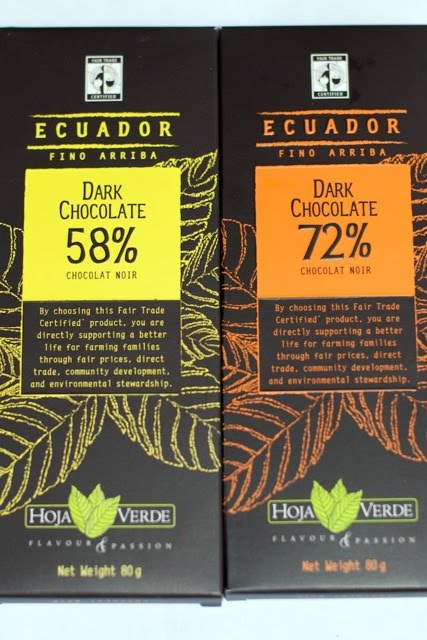 FAIR TRADE
CERTIFIED
ECUADOR
FINO ARRIBA
DARK
CHOCOLATE
58%
CHOCOLAT NOIR
By choosing this Fair Trade
Certified™ product, you are
directly supporting a better
life for farming families
through fair prices, direct
trade, community development,
and environmental stewardship.
HOJA VERDE
FLAVOUR & PASSION
Net Weight 80 g
FAIR TRADE
CERTIFIED
ECUADOR
FINO ARRIBA
DARK
CHOCOLATE
72%
CHOCOLAT NOIR
By choosing this Fair Trade
Certified™ product, you are
directly supporting a better
life for farming families
through fair prices, direct
trade, community development,
and environmental stewardship.
HOJA VERDE
FLAVOUR & PASSION
Net Weight 80 g